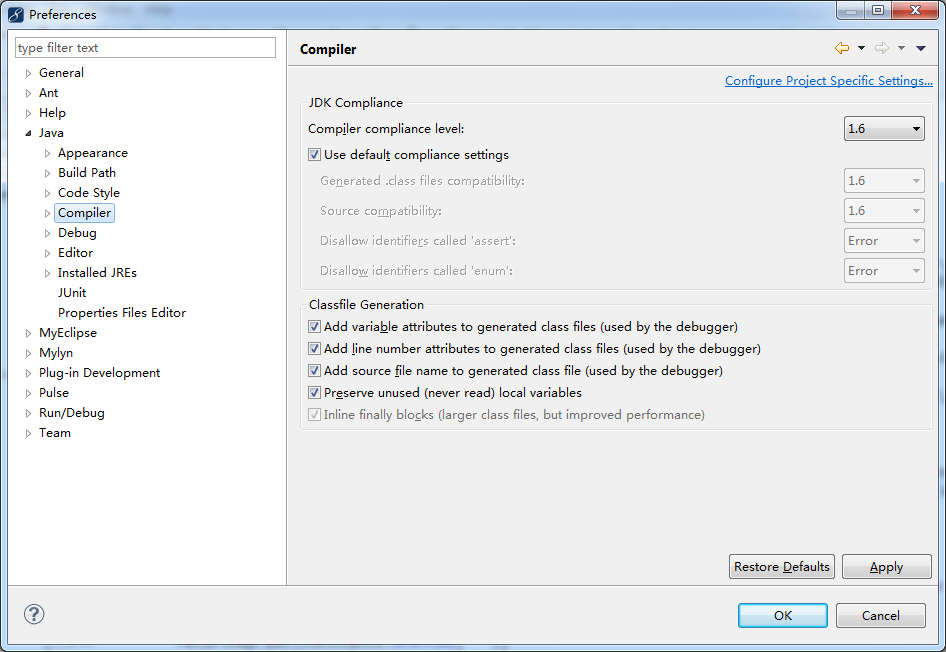 Preferences
type filter text
General
Ant
Help
Java
Appearance
Build Path
Code Style
Compiler
Debug
Editor
Installed JREs
JUnit
Properties Files Editor
MyEclipse
Mylyn
Plug-in Development
Pulse
Run/Debug
Team
Compiler
Configure Project Specific Settings...
JDK Compliance
Compiler compliance level: 1.6
Use default compliance settings
Generated .class files compatibility: 1.6
Source compatibility: 1.6
Disallow identifiers called 'assert': Error
Disallow identifiers called 'enum': Error
Classfile Generation
Add variable attributes to generated class files (used by the debugger)
Add line number attributes to generated class files (used by the debugger)
Add source file name to generated class file (used by the debugger)
Preserve unused (never read) local variables
Inline finally blocks (larger class files, but improved performance)
Restore Defaults Apply
? OK Cancel